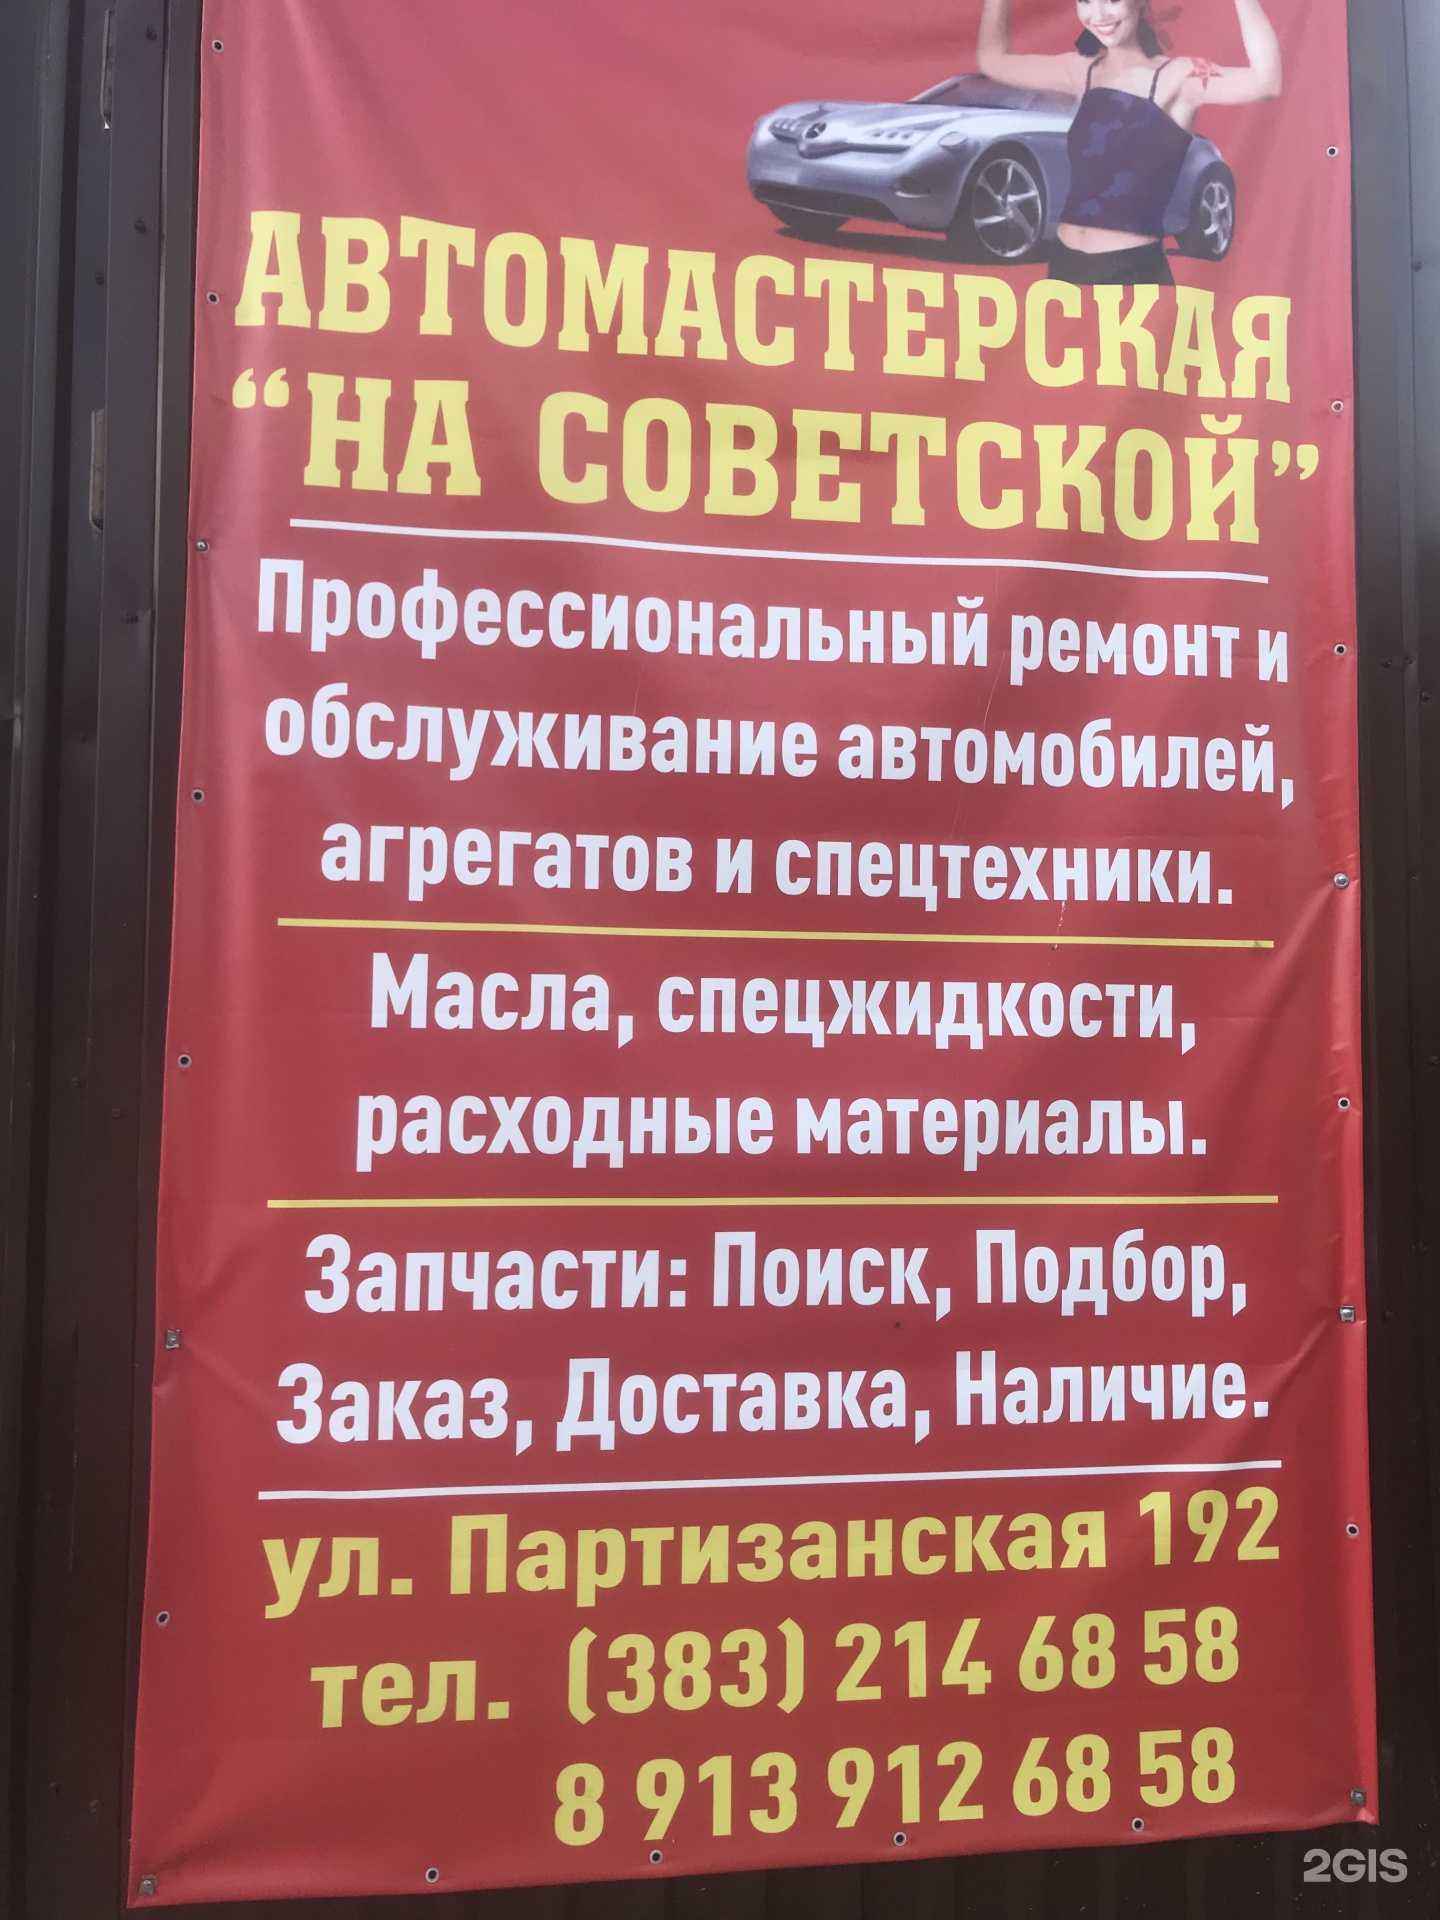 АВТОМАСТЕРСКАЯ
“НА СОВЕТСКОЙ”
Профессиональный ремонт и
обслуживание автомобилей,
агрегатов и спецтехники.
Масла, спецжидкости,
расходные материалы.
Запчасти: Поиск, Подбор,
Заказ, Доставка, Наличие.
ул. Партизанская 192
тел. (383) 214 68 58
8 913 912 68 58
2GIS